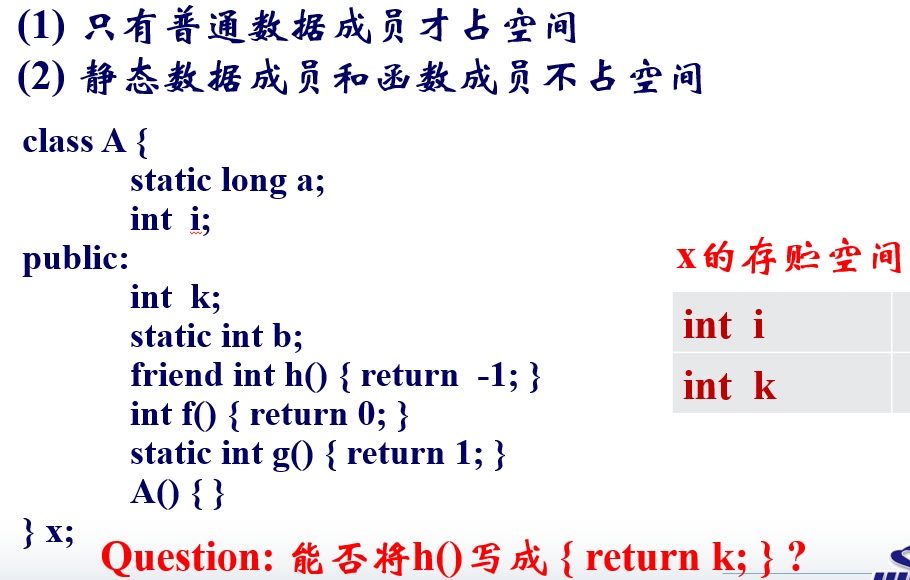 (1) 只有普通数据成员才占空间
(2) 静态数据成员和函数成员不占空间
class A {
static long a;
int i;
public:
int k;
static int b;
friend int h() { return -1; }
int f() { return 0; }
static int g() { return 1; }
A() { }
} x;
x的存贮空间
int i
int k
Question: 能否将h()写成{ return k; } ?